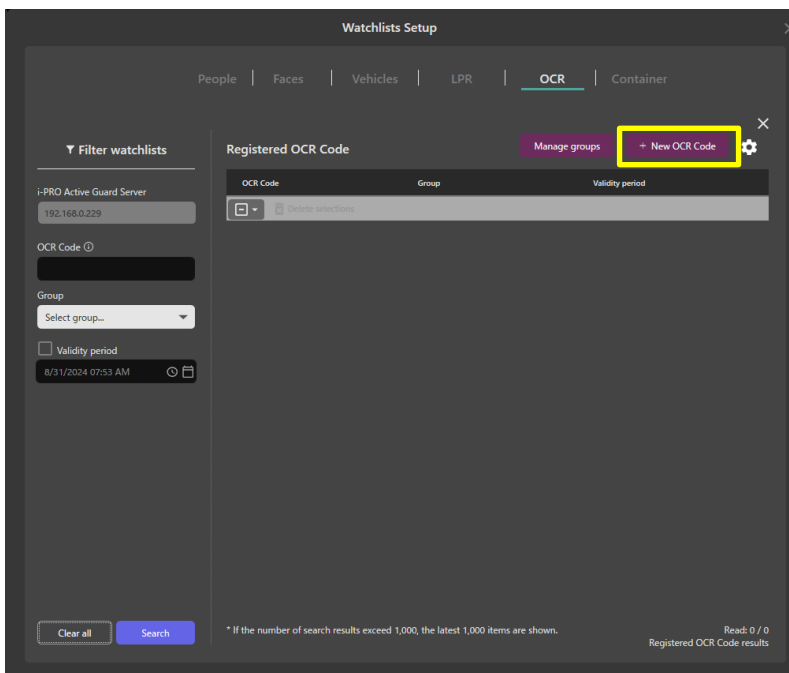 Watchlists Setup
People
Faces
Vehicles
LPR
OCR
Container
Filter watchlists
i-PRO Active Guard Server
192.168.0.229
OCR Code
Group
Select group...
Validity period
8/31/2024 07:53 AM
Clear all
Search
Registered OCR Code
Manage groups
+ New OCR Code
OCR Code Group Validity period
Delete selections
* If the number of search results exceed 1,000, the latest 1,000 items are shown.
Read: 0 / 0
Registered OCR Code results